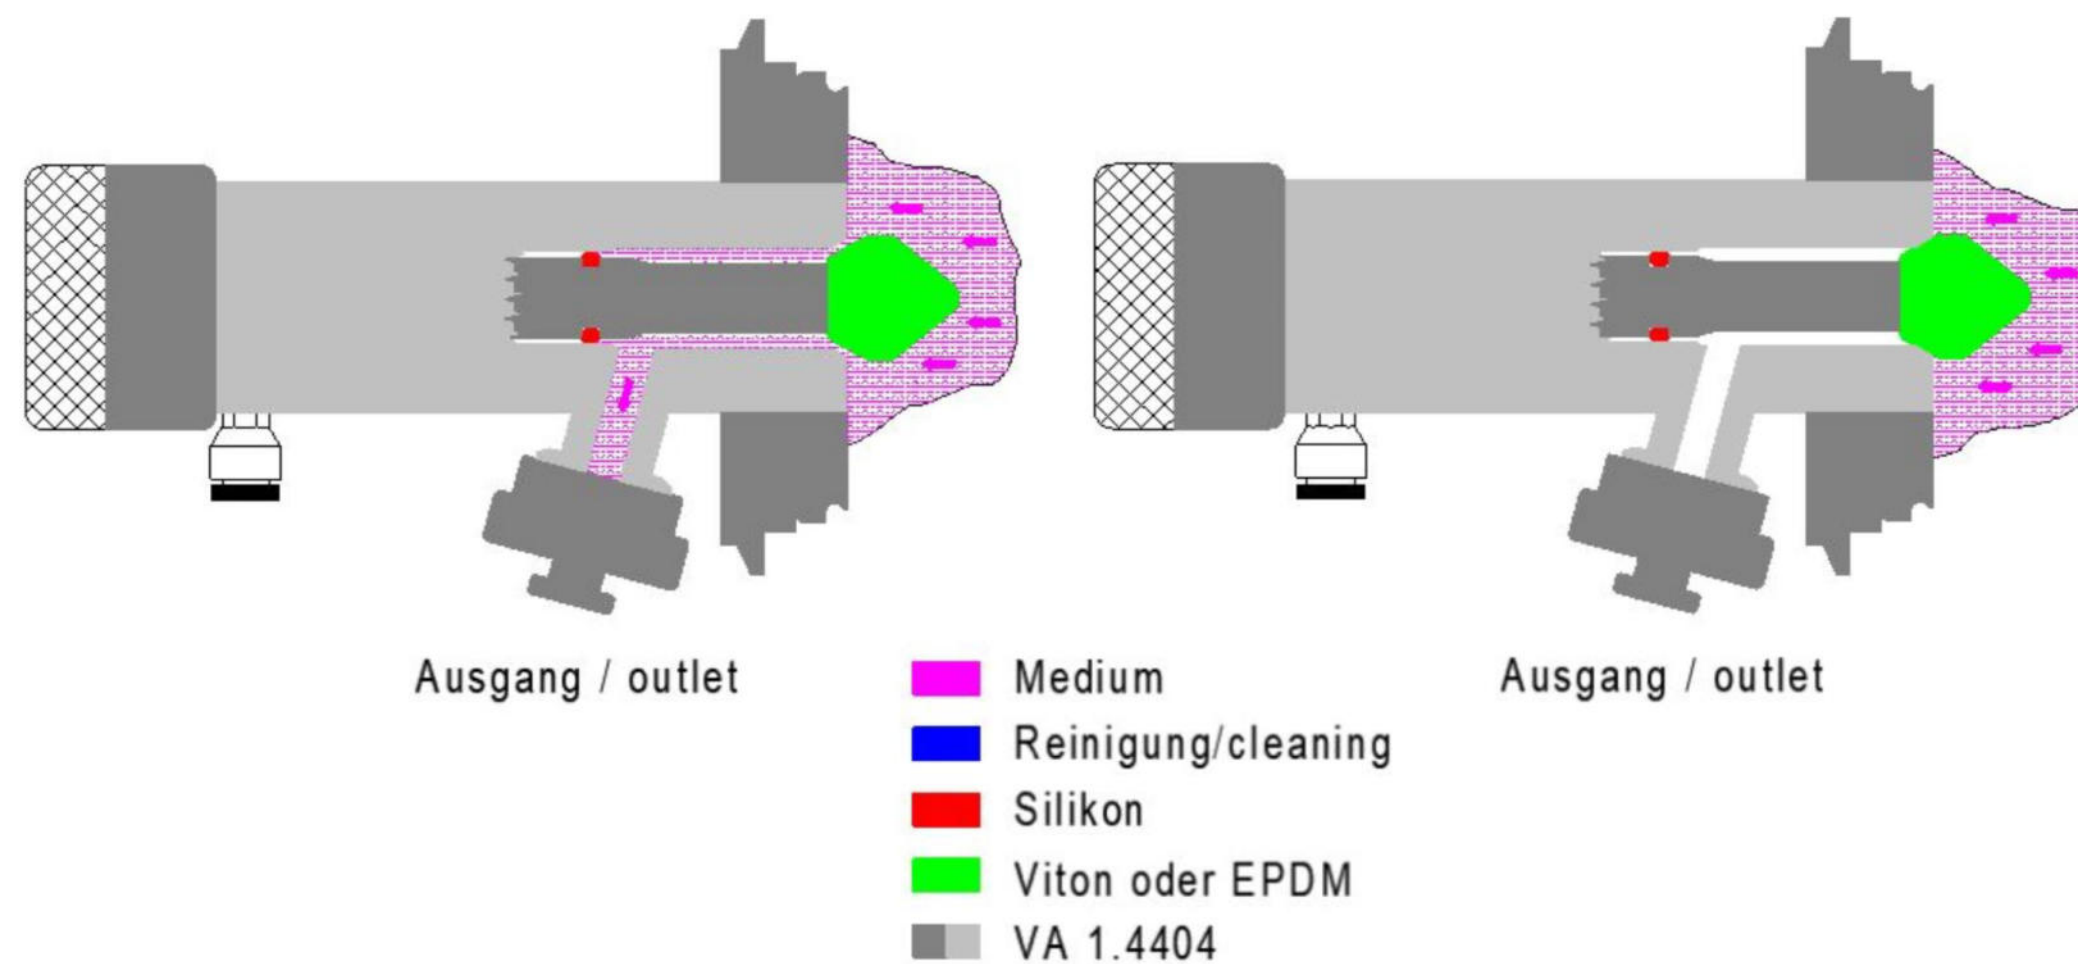 Ausgang / outlet
Ausgang / outlet
Medium
Reinigung/cleaning
Silikon
Viton oder EPDM
VA 1.4404